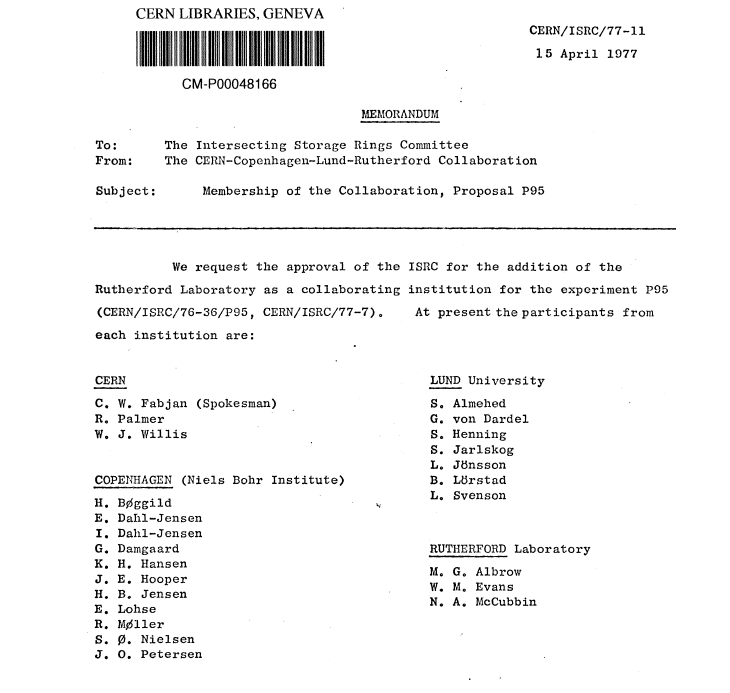 CERN LIBRARIES, GENEVA
CM-P00048166
CERN/ISRC/77-11
15 April 1977
MEMORANDUM
To: The Intersecting Storage Rings Committee
From: The CERN-Copenhagen-Lund-Rutherford Collaboration
Subject: Membership of the Collaboration, Proposal P95
We request the approval of the ISRC for the addition of the
Rutherford Laboratory as a collaborating institution for the experiment P95
(CERN/ISRC/76-36/P95, CERN/ISRC/77-7). At present the participants from
each institution are:
CERN
C. W. Fabjan (Spokesman)
R. Palmer
W. J. Willis
COPENHAGEN (Niels Bohr Institute)
H. Bøggild
E. Dahl-Jensen
I. Dahl-Jensen
G. Damgaard
K. H. Hansen
J. E. Hooper
H. B. Jensen
E. Lohse
R. Møller
S. Ø. Nielsen
J. O. Petersen
LUND University
S. Almehed
G. von Dardel
S. Henning
S. Jarlskog
L. Jönsson
B. Lörstad
L. Svenson
RUTHERFORD Laboratory
M. G. Albrow
W. M. Evans
N. A. McCubbin